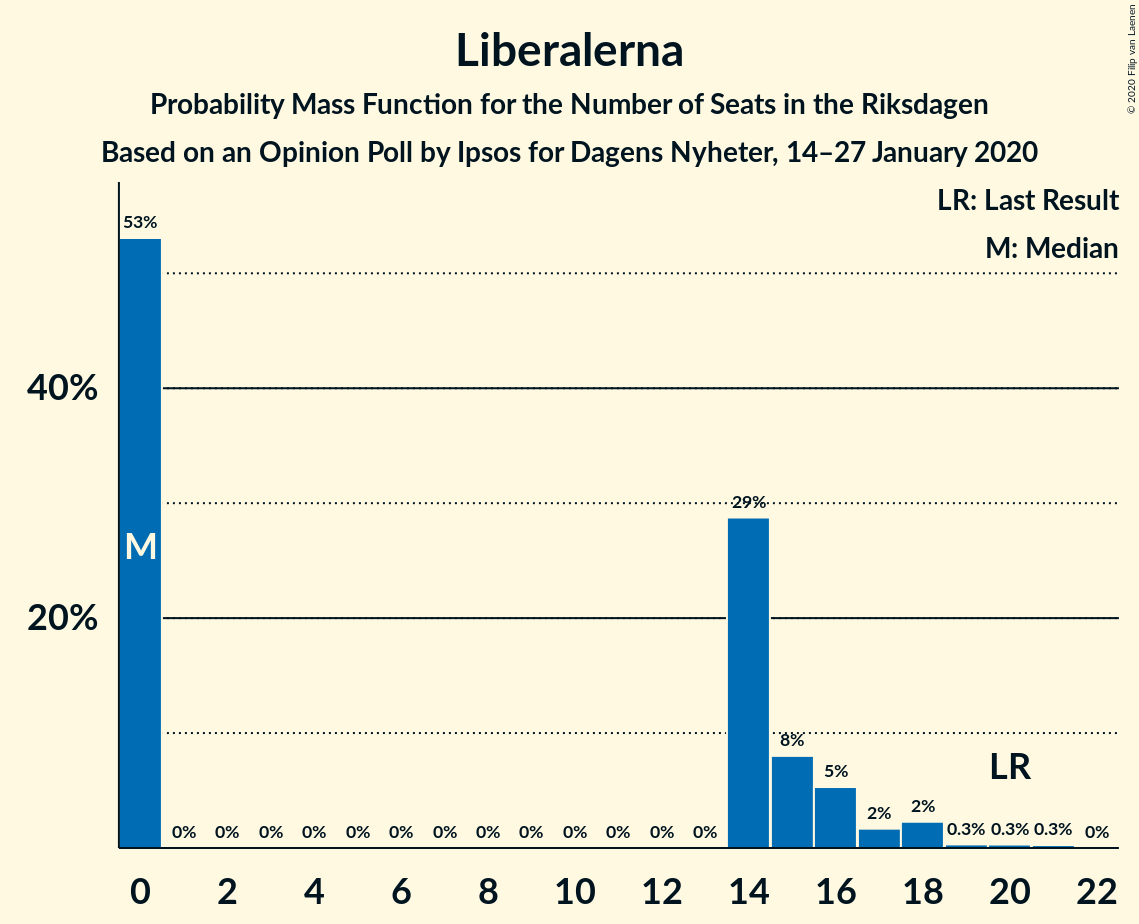 Liberalerna
Probability Mass Function for the Number of Seats in the Riksdagen
Based on an Opinion Poll by Ipsos for Dagens Nyheter, 14–27 January 2020
© 2020 Filip van Laenen
LR: Last Result
M: Median
53%
40%
29%
M
20%
8%
LR
5%
2%
2%
0% 0% 0% 0% 0% 0% 0% 0% 0% 0% 0% 0% 0% 0.3% 0.3% 0.3% 0%
0 2 4 6 8 10 12 14 16 18 20 22